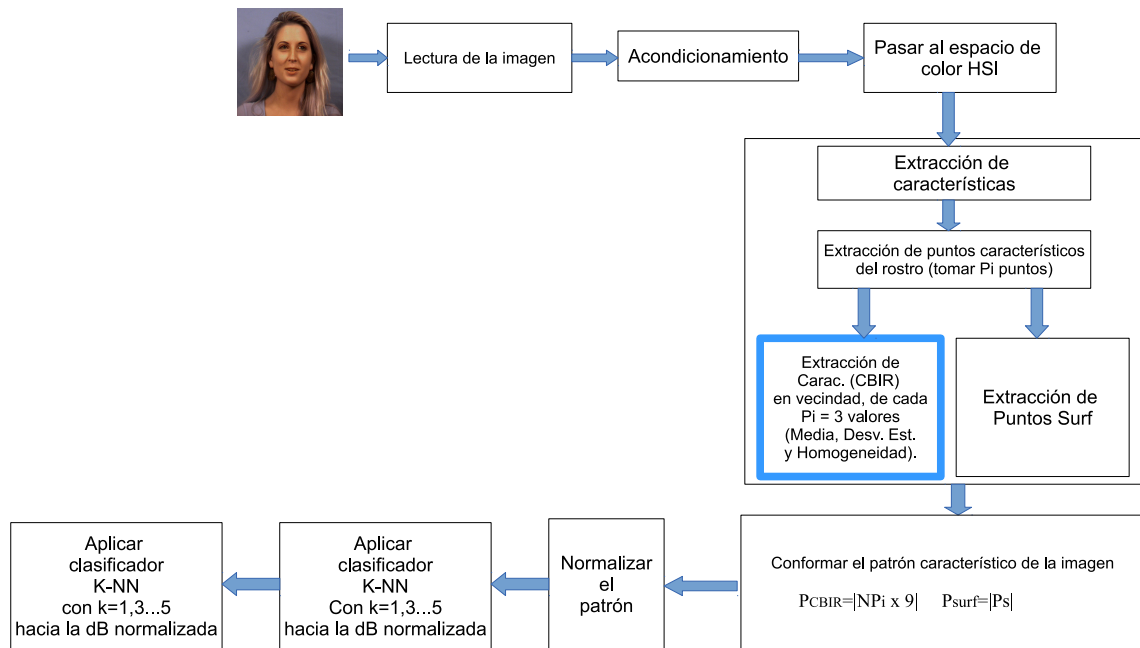 Lectura de la imagen
Acondicionamiento
Pasar al espacio de
color HSI
Extracción de
características
Extracción de puntos característicos
del rostro (tomar Pi puntos)
Extracción de
Carac. (CBIR)
en vecindad, de cada
Pi = 3 valores
(Media, Desv. Est.
y Homogeneidad).
Extracción de
Puntos Surf
Conformar el patrón característico de la imagen
PCBIR=|NPi x 9| Psurf=|Ps|
Normalizar
el
patrón
Aplicar
clasificador
K-NN
Con k=1,3...5
hacia la dB normalizada
Aplicar
clasificador
K-NN
con k=1,3...5
hacia la dB normalizada